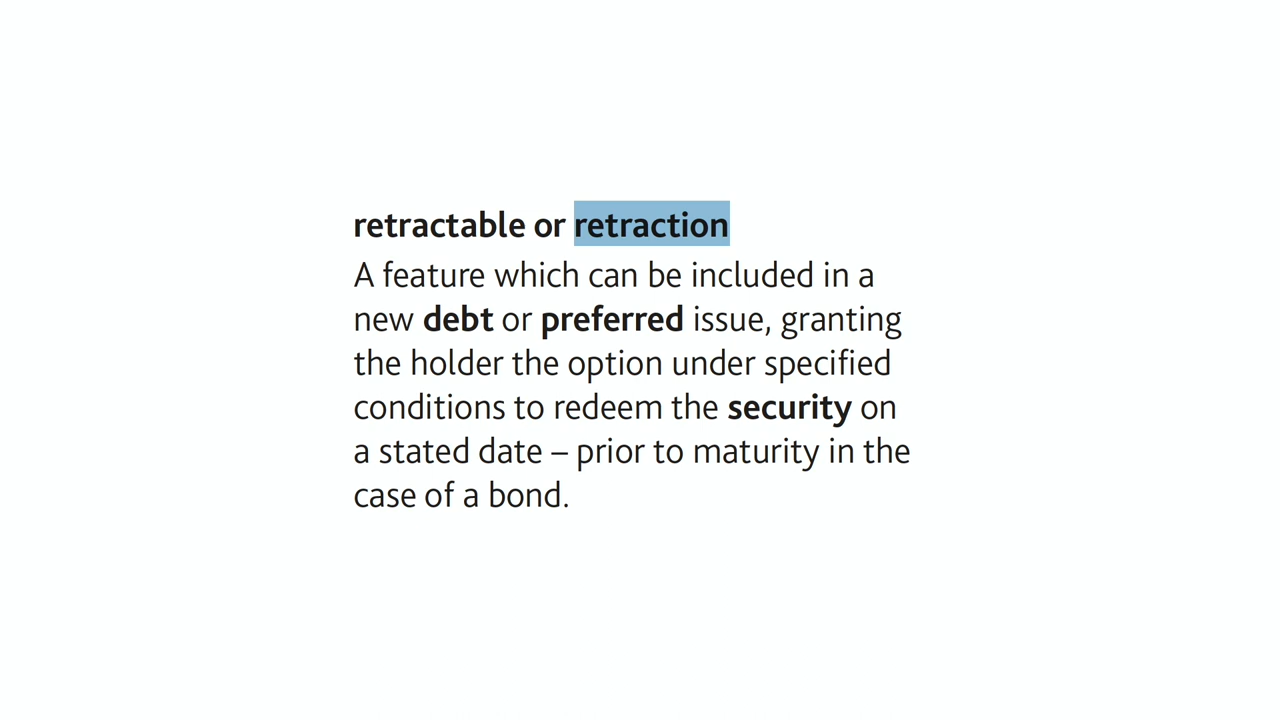 retractable or retraction
A feature which can be included in a
new debt or preferred issue, granting
the holder the option under specified
conditions to redeem the security on
a stated date – prior to maturity in the
case of a bond.